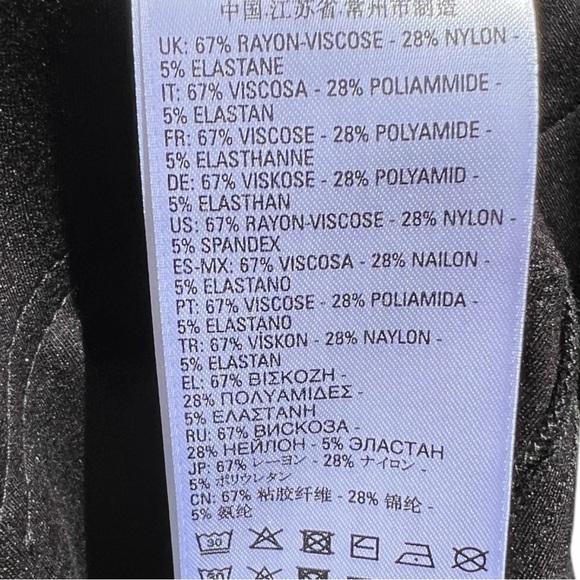 中国.江苏省.常州市制造
UK: 67% RAYON-VISCOSE - 28% NYLON -
5% ELASTANE
IT: 67% VISCOSA - 28% POLIAMMIDE -
5% ELASTAN
FR: 67% VISCOSE - 28% POLYAMIDE -
5% ELASTHANNE
DE: 67% VISKOSE - 28% POLYAMID -
5% ELASTHAN
US: 67% RAYON-VISCOSE - 28% NYLON -
5% SPANDEX
ES-MX: 67% VISCOSA - 28% NAILON -
5% ELASTANO
PT: 67% VISCOSE - 28% POLIAMIDA -
5% ELASTANO
TR: 67% VİSKON - 28% NAYLON -
5% ELASTAN
EL: 67% ΒΙΣΚΟΖΗ -
28% ΠΟΛΥΑΜΙΔΕΣ -
5% ΕΛΑΣΤΑΝΗ
RU: 67% ВИСКОЗА -
28% НЕЙЛОН - 5% ЭЛАСТАН
JP: 67% レーヨン - 28% ナイロン -
5% ポリウレタン
CN: 67% 粘胶纤维 - 28% 锦纶 -
5% 氨纶
30
30